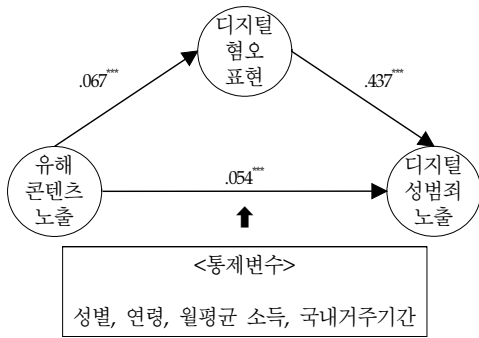 디지털
혐오
표현
.067***
.437***
유해
콘텐츠
노출
.054***
디지털
성범죄
노출
<통제변수>
성별, 연령, 월평균 소득, 국내거주기간